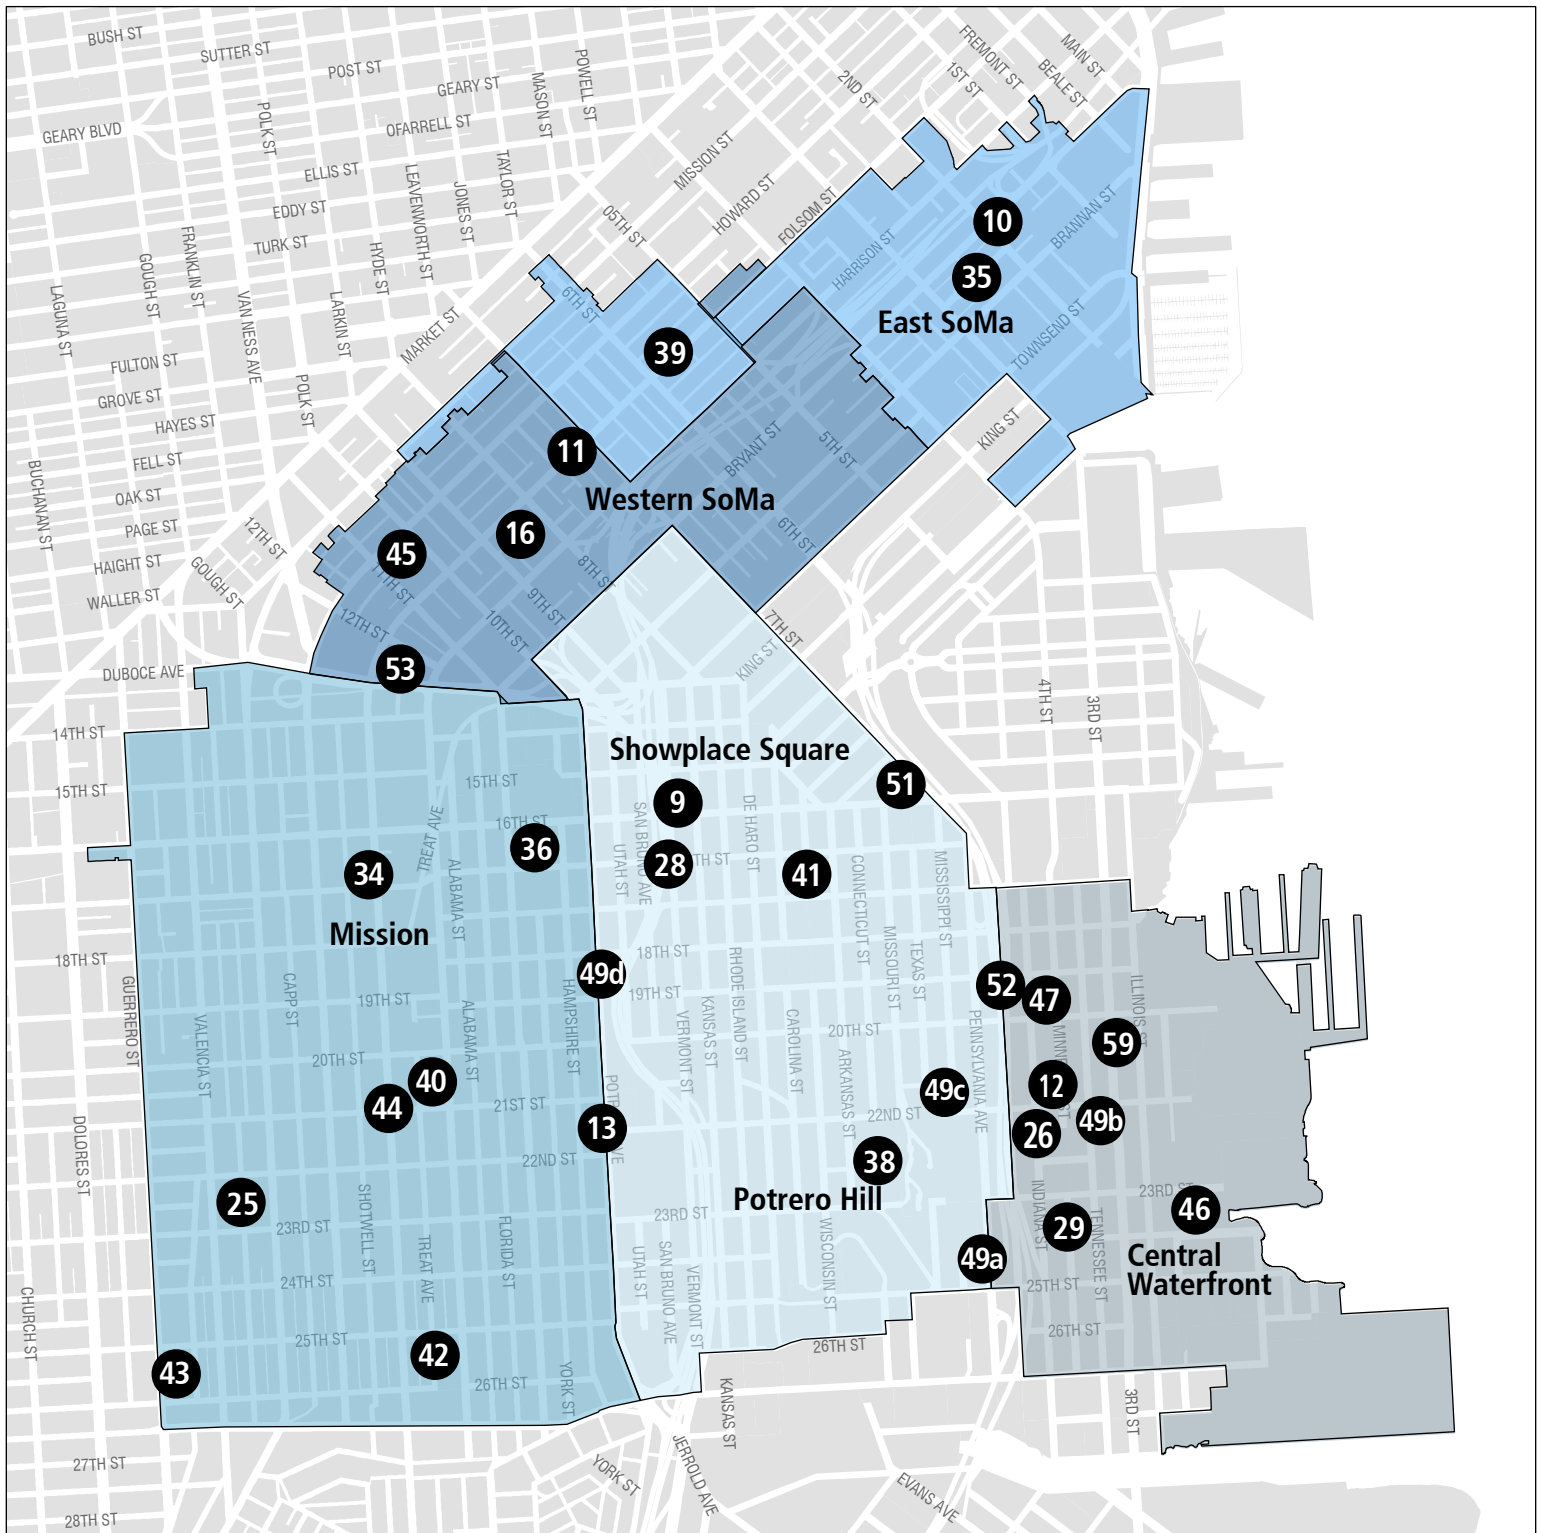 BUSH ST
SUTTER ST
POST ST
GEARY ST
MASON ST
POWELL ST
2ND ST
FREMONT ST
1ST ST
MAIN ST
BEALE ST
GEARY BLVD
POLK ST
OFARRELL ST
ELLIS ST
LEAVENWORTH ST
TAYLOR ST
JONES ST
EDDY ST
TURK ST
HYDE ST
MISSION ST
HOWARD ST
FOLSOM ST
05TH ST
HARRISON ST
BRANNAN ST
TOWNSEND ST
10
35
East SoMa
LAGUNA ST
GOUGH ST
FRANKLIN ST
VAN NESS AVE
LARKIN ST
MARKET ST
6TH ST
39
FULTON ST
GROVE ST
HAYES ST
POLK ST
FELL ST
OAK ST
PAGE ST
HAIGHT ST
WALLER ST
BUCHANAN ST
12TH ST
GOUGH ST
11
Western SoMa
BRYANT ST
5TH ST
6TH ST
KING ST
16
45
11TH ST
12TH ST
8TH ST
9TH ST
10TH ST
7TH ST
KING ST
53
DUBOCE AVE
14TH ST
15TH ST
15TH ST
16TH ST
TREAT AVE
ALABAMA ST
36
34
Mission
Showplace Square
9
28
TH ST
SAN BRUNO AVE
UTAH ST
DE HARO ST
41
51
CONNECTICUT ST
MISSISSIPPI ST
4TH ST
3RD ST
18TH ST
18TH ST
49d
19TH ST
19TH ST
GUERRERO ST
CAPP ST
VALENCIA ST
ALABAMA ST
HAMPSHIRE ST
VERMONT ST
KANSAS ST
RHODE ISLAND ST
CAROLINA ST
20TH ST
20TH ST
MISSOURI ST
TEXAS ST
ARKANSAS ST
PENNSYLVANIA AVE
52
47
ILLINOIS ST
59
12
49b
26
49c
22ND ST
38
Potrero Hill
40
44
21ST ST
13
22ND ST
DOLORES ST
25
23RD ST
SHOTWELL ST
TREAT AVE
FLORIDA ST
24TH ST
25TH ST
42
43
26TH ST
YORK ST
CHURCH ST
23RD ST
UTAH ST
SAN BRUNO AVE
VERMONT ST
WISCONSIN ST
49a
26TH ST
INDIANA ST
29
TENNESSEE ST
23RD ST
46
Central
Waterfront
25TH ST
26TH ST
3RD ST
KANSAS ST
27TH ST
28TH ST
YORK ST
JERROLD AVE
EVANS AVE